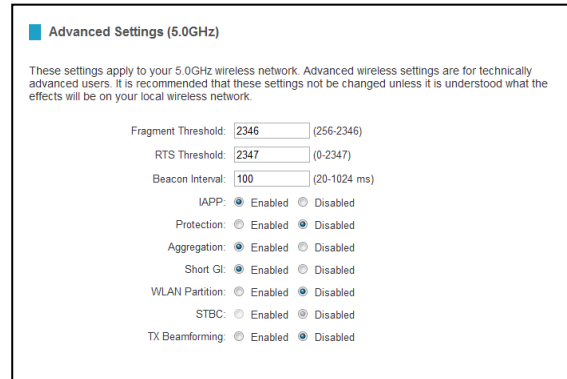 Advanced Settings (5.0GHz)
These settings apply to your 5.0GHz wireless network. Advanced wireless settings are for technically
advanced users. It is recommended that these settings not be changed unless it is understood what the
effects will be on your local wireless network.
Fragment Threshold: 2346 (256-2346)
RTS Threshold: 2347 (0-2347)
Beacon Interval: 100 (20-1024 ms)
IAPP: Enabled Disabled
Protection: Enabled Disabled
Aggregation: Enabled Disabled
Short GI: Enabled Disabled
WLAN Partition: Enabled Disabled
STBC: Enabled Disabled
TX Beamforming: Enabled Disabled